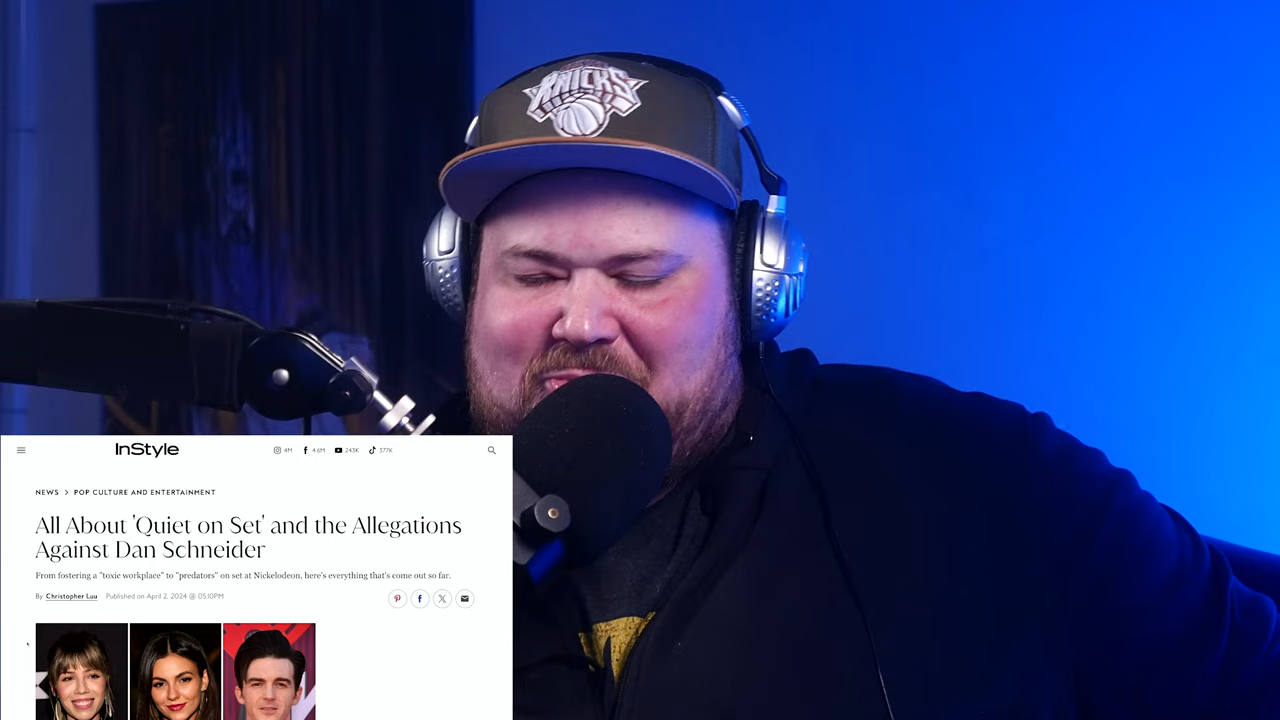 KNICKS
InStyle
4M 4.6M 243K 377K
NEWS > POP CULTURE AND ENTERTAINMENT
All About 'Quiet on Set' and the Allegations
Against Dan Schneider
From fostering a "toxic workplace" to "predators" on set at Nickelodeon, here's everything that's come out so far.
By Christopher Luu Published on April 2, 2024 @ 05:10PM